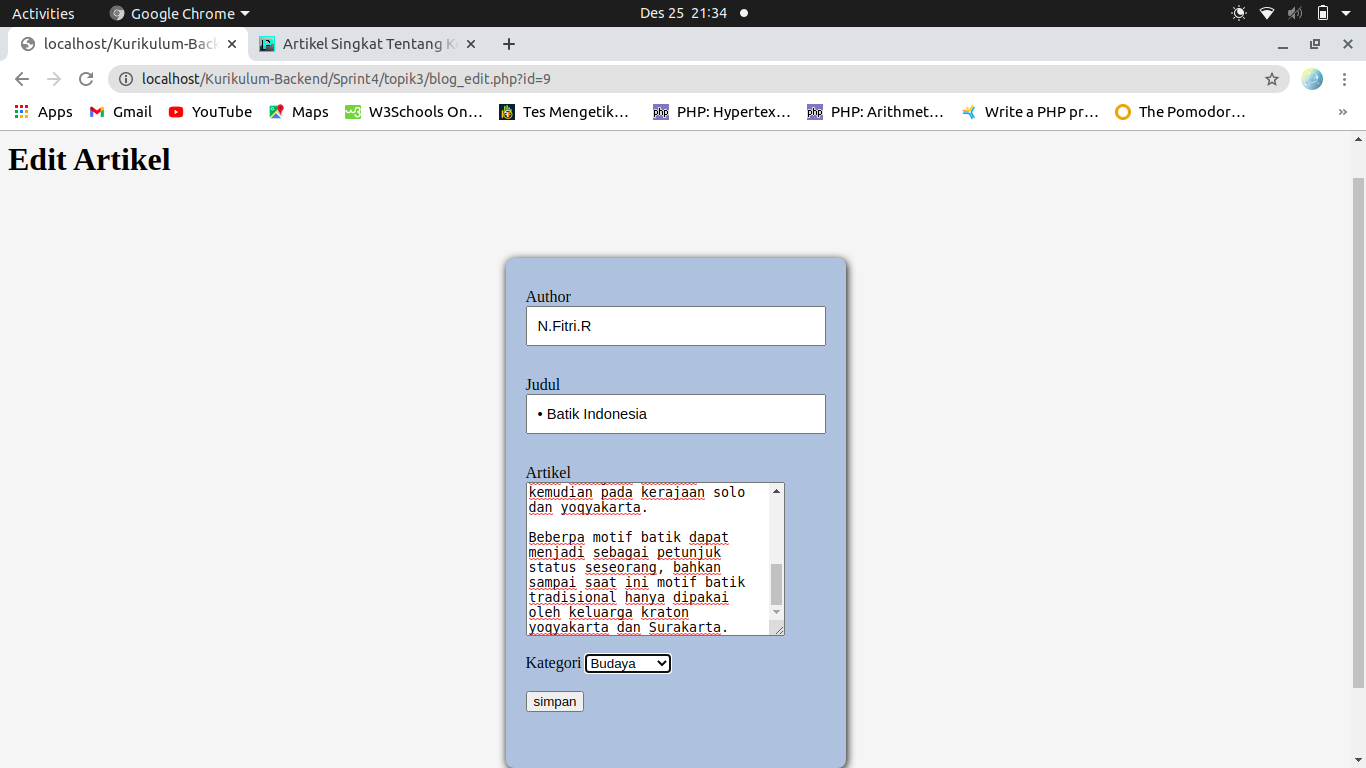 Activities
Google Chrome
Des 25 21:34
localhost/Kurikulum-Back
Artikel Singkat Tentang K
localhost/Kurikulum-Backend/Sprint4/topik3/blog_edit.php?id=9
Apps
Gmail
YouTube
Maps
W3Schools On…
Tes Mengetik…
PHP: Hypertex…
PHP: Arithmet…
Write a PHP pr…
The Pomodor…
»
Edit Artikel
Author
N.Fitri.R
Judul
• Batik Indonesia
Artikel
kemudian pada kerajaan solo
dan yogyakarta.
Beberpa motif batik dapat
menjadi sebagai petunjuk
status seseorang, bahkan
sampai saat ini motif batik
tradisional hanya dipakai
oleh keluarga kraton
yogyakarta dan Surakarta.
Kategori Budaya
simpan